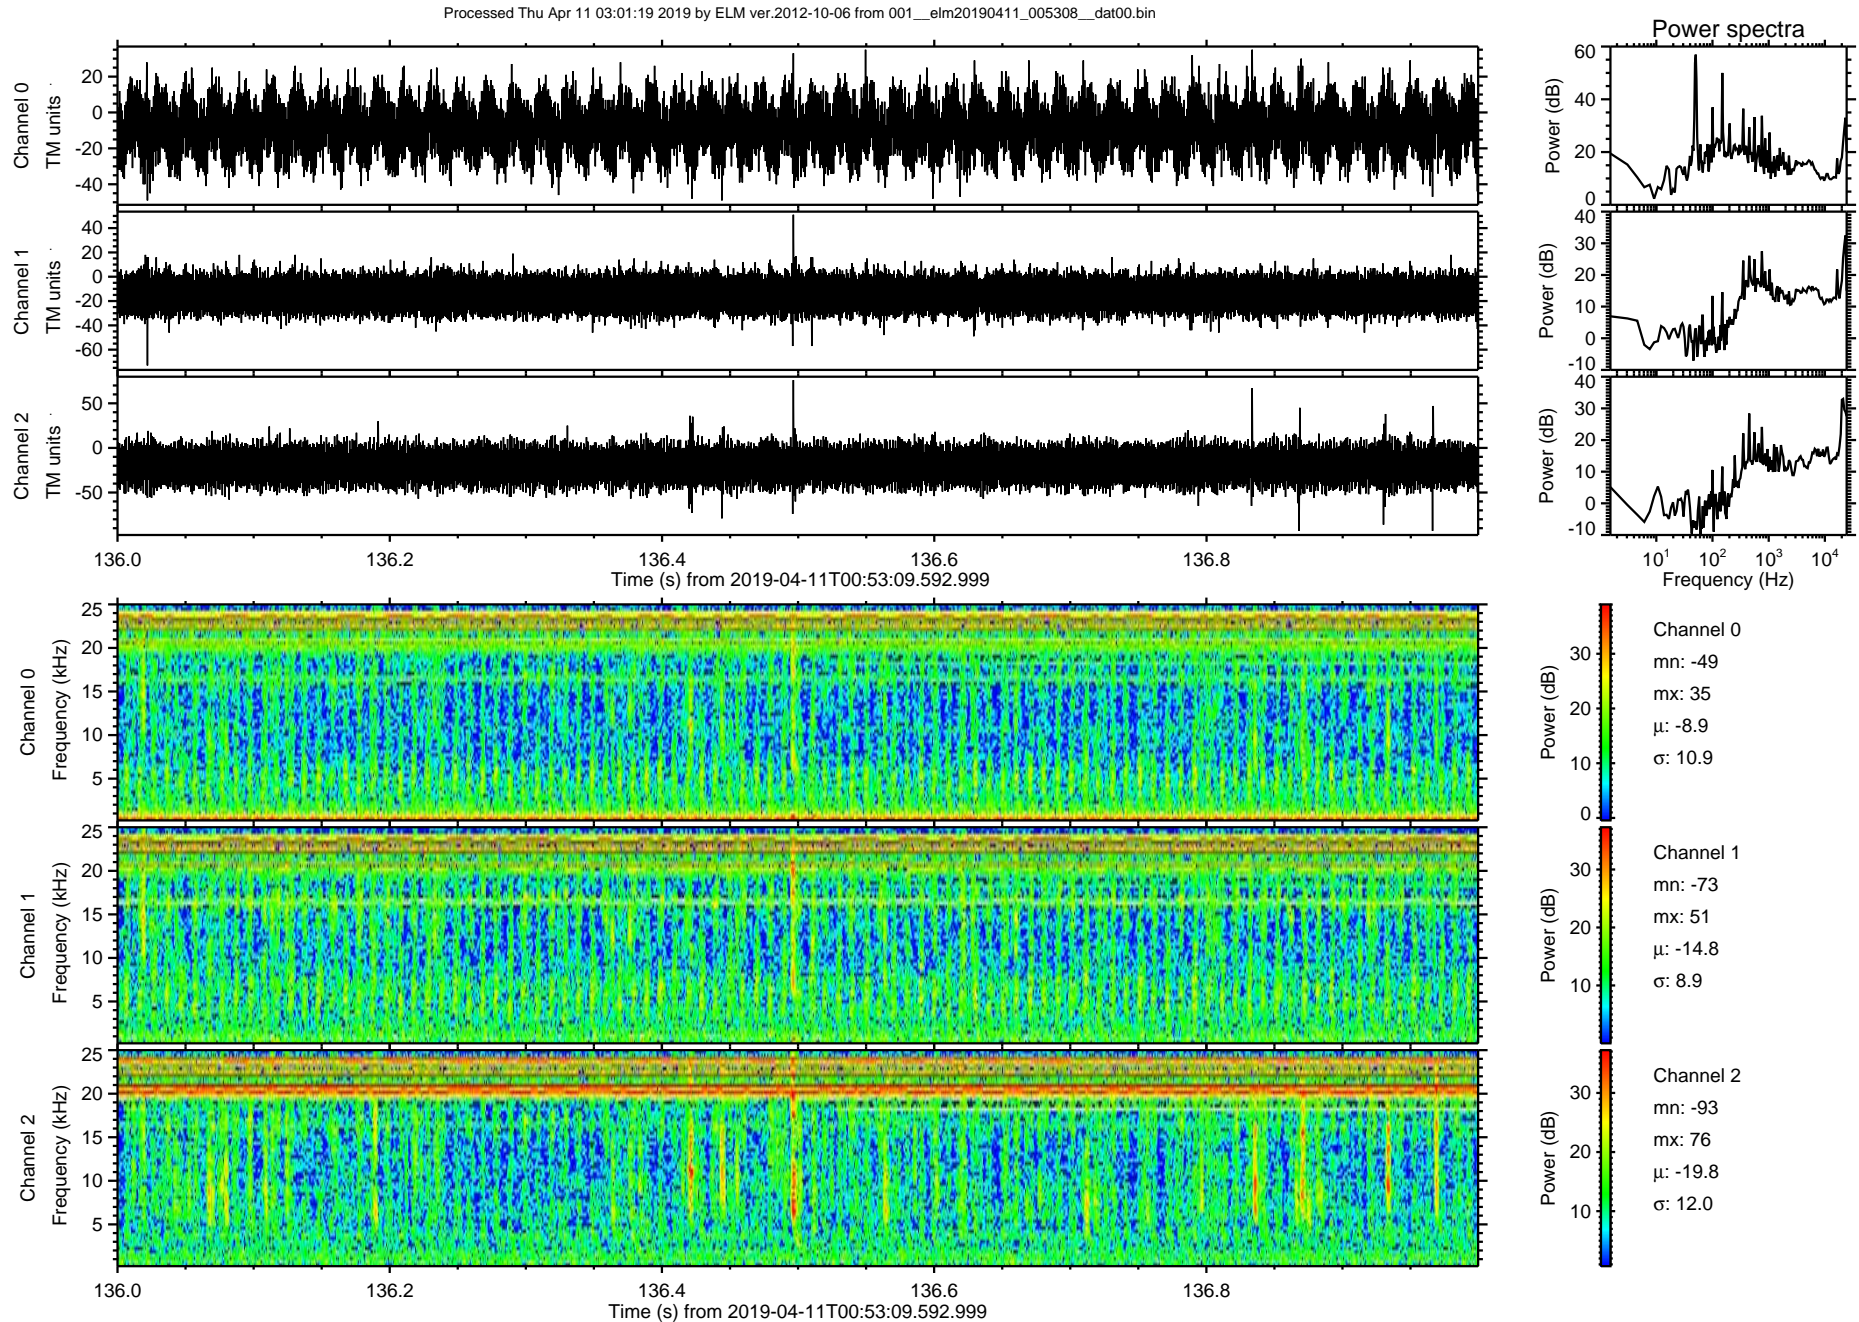 Processed Thu Apr 11 03:01:19 2019 by ELM ver.2012-10-06 from 001__elm20190411_005308__dat00.bin
Power spectra
Channel 0
TM units
20
0
-20
-40
Power (dB)
60
40
20
0
Channel 1
TM units
40
20
0
-20
-40
-60
Power (dB)
40
30
20
10
0
-10
Channel 2
TM units
50
0
-50
Power (dB)
40
30
20
10
0
-10
136.0 136.2 136.4 136.6 136.8
Time (s) from 2019-04-11T00:53:09.592.999
10^1 10^2 10^3 10^4
Frequency (Hz)
Channel 0
Frequency (kHz)
25
20
15
10
5
Power (dB)
30
20
10
0
Channel 0
mn: -49
mx: 35
μ: -8.9
σ: 10.9
Channel 1
Frequency (kHz)
25
20
15
10
5
Power (dB)
30
20
10
Channel 1
mn: -73
mx: 51
μ: -14.8
σ: 8.9
Channel 2
Frequency (kHz)
25
20
15
10
5
Power (dB)
30
20
10
Channel 2
mn: -93
mx: 76
μ: -19.8
σ: 12.0
136.0 136.2 136.4 136.6 136.8
Time (s) from 2019-04-11T00:53:09.592.999